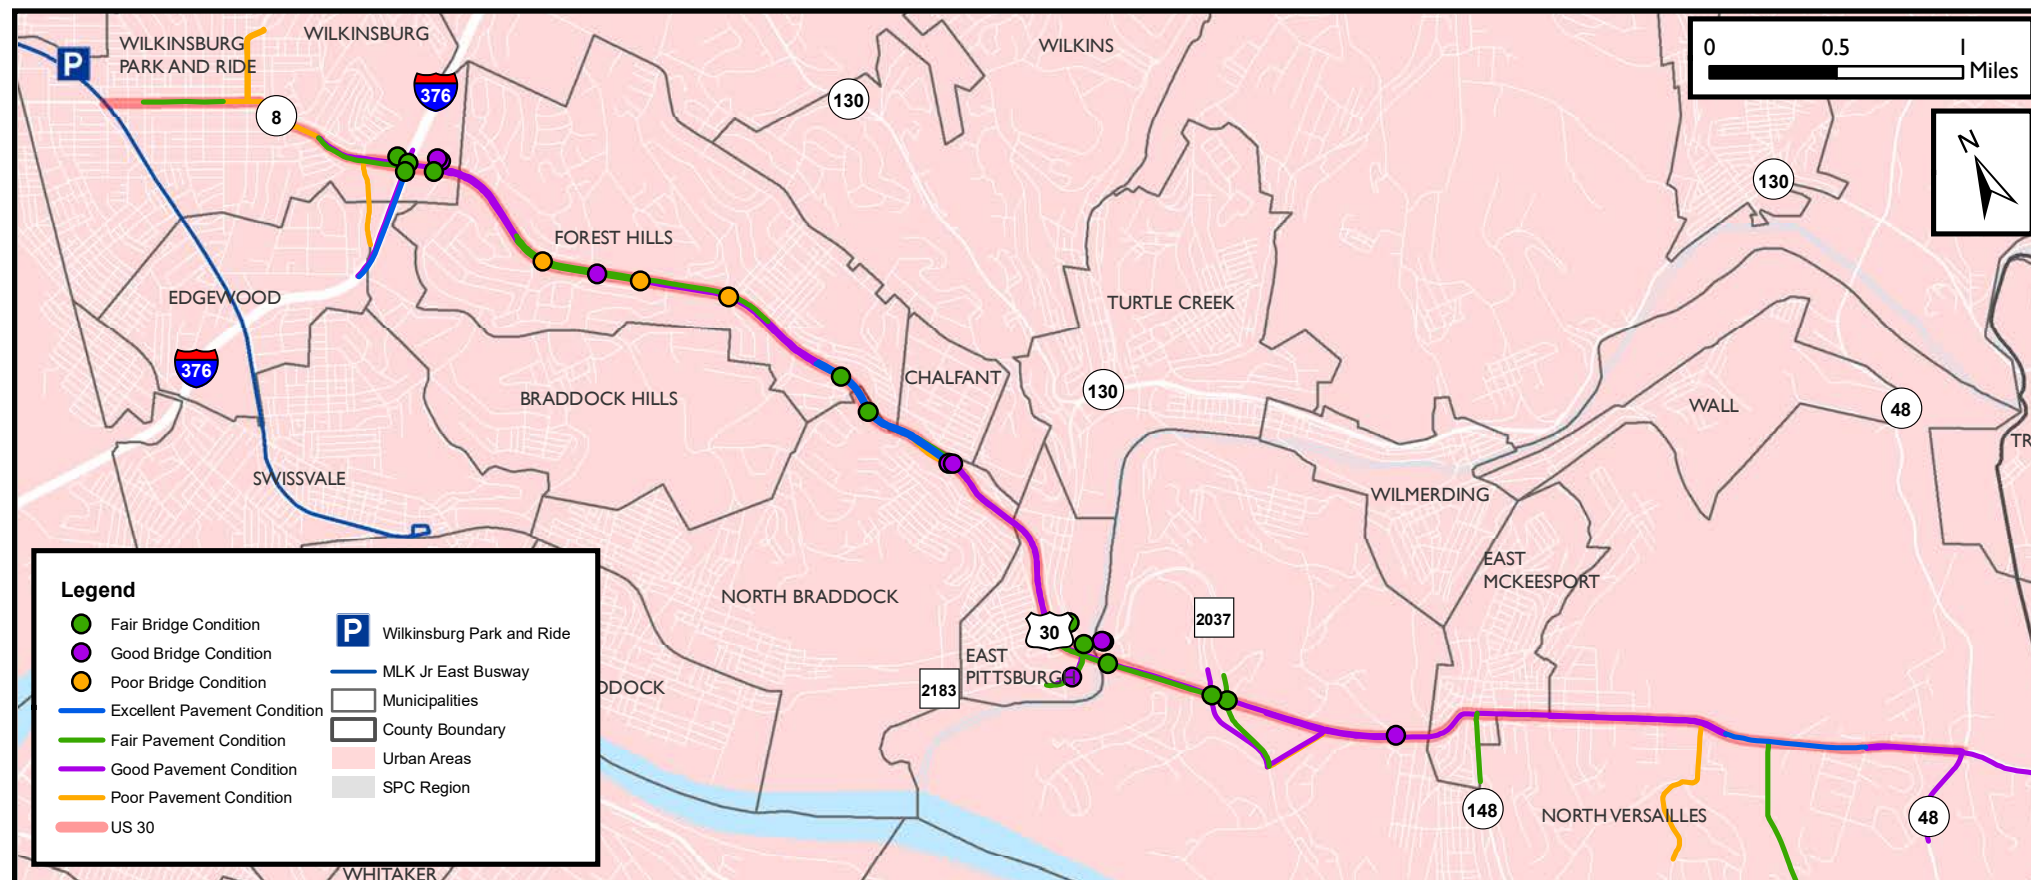 WILKINSBURG
PARK AND RIDE
WILKINSBURG
WILKINS
P
376
8
130
0 0.5 1
Miles
N
130
FOREST HILLS
EDGEWOOD
TURTLE CREEK
376
CHALFANT
BRADDOCK HILLS
130
WALL
48
TR
SWISSVALE
WILMERDING
EAST
MCKEESPORT
NORTH BRADDOCK
2037
30
EAST
PITTSBURGH
2183
DDOCK
148
NORTH VERSAILLES
48
WHITAKER
Legend
Fair Bridge Condition
Good Bridge Condition
Poor Bridge Condition
Excellent Pavement Condition
Fair Pavement Condition
Good Pavement Condition
Poor Pavement Condition
US 30
P Wilkinsburg Park and Ride
MLK Jr East Busway
Municipalities
County Boundary
Urban Areas
SPC Region